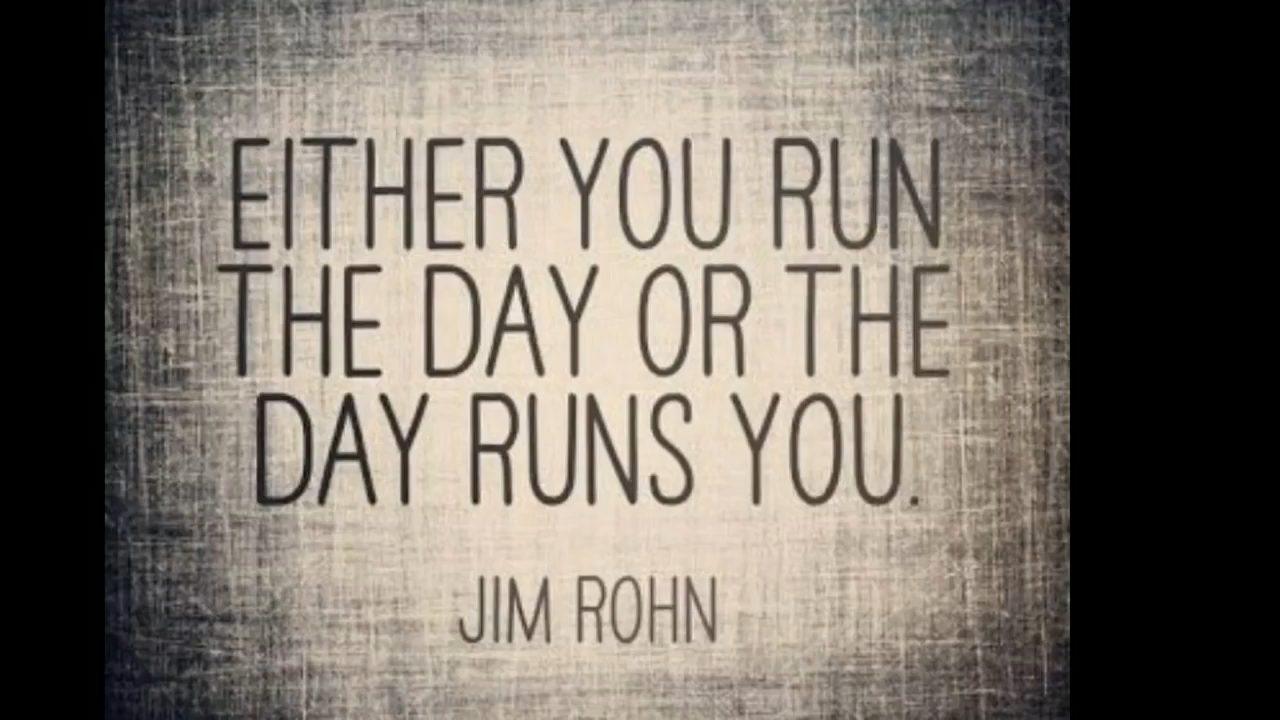 EITHER YOU RUN
THE DAY OR THE
DAY RUNS YOU.
JIM ROHN